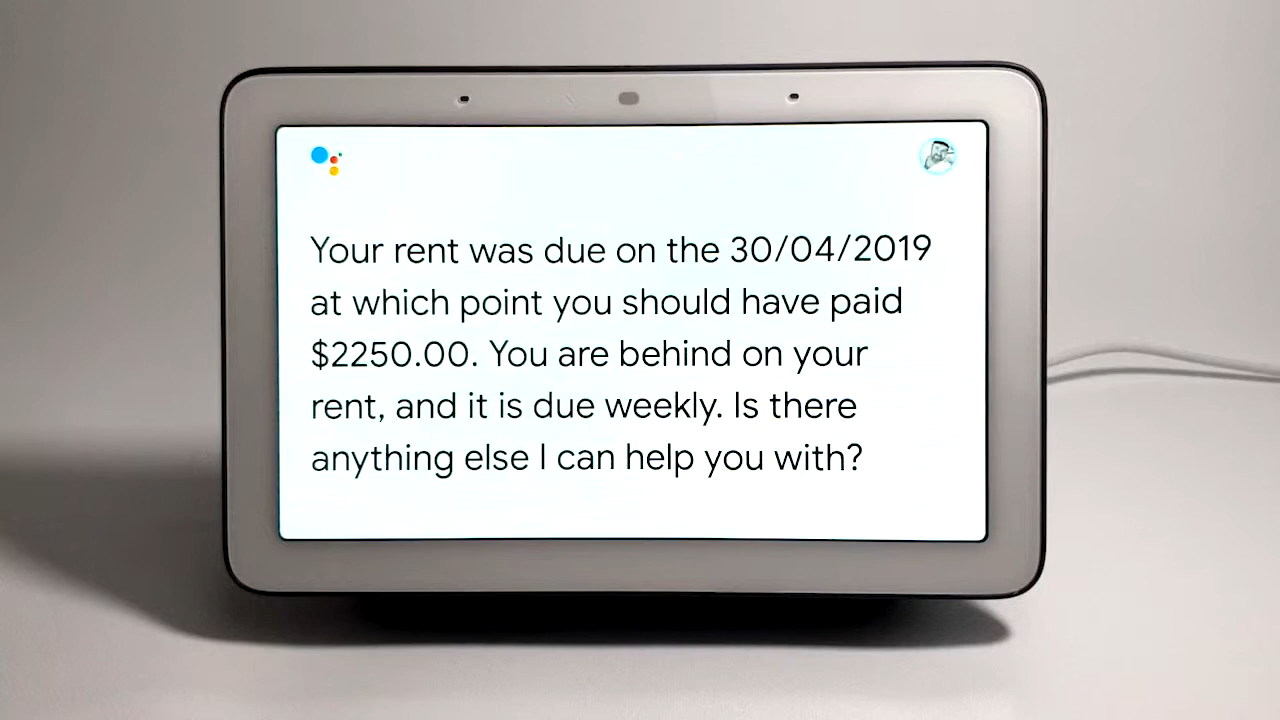 Your rent was due on the 30/04/2019
at which point you should have paid
$2250.00. You are behind on your
rent, and it is due weekly. Is there
anything else I can help you with?